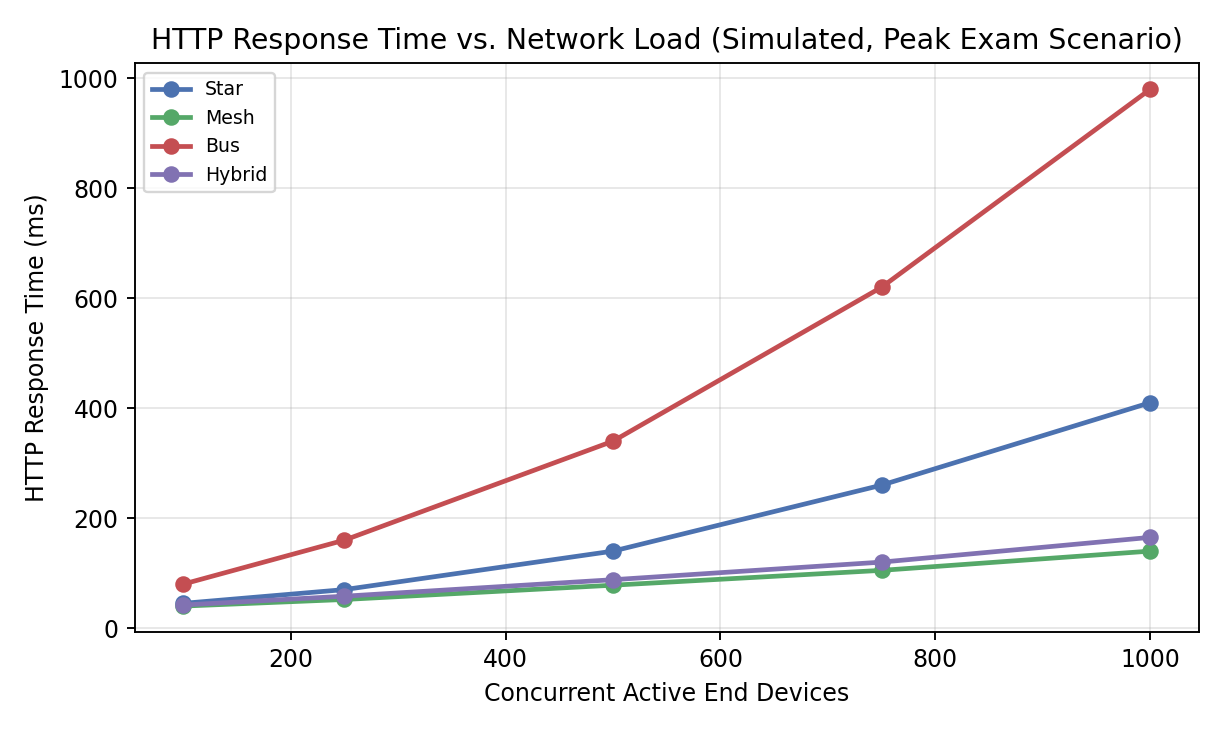 HTTP Response Time vs. Network Load (Simulated, Peak Exam Scenario)
Star
Mesh
Bus
Hybrid
HTTP Response Time (ms)
1000
800
600
400
200
0
200
400
600
800
1000
Concurrent Active End Devices